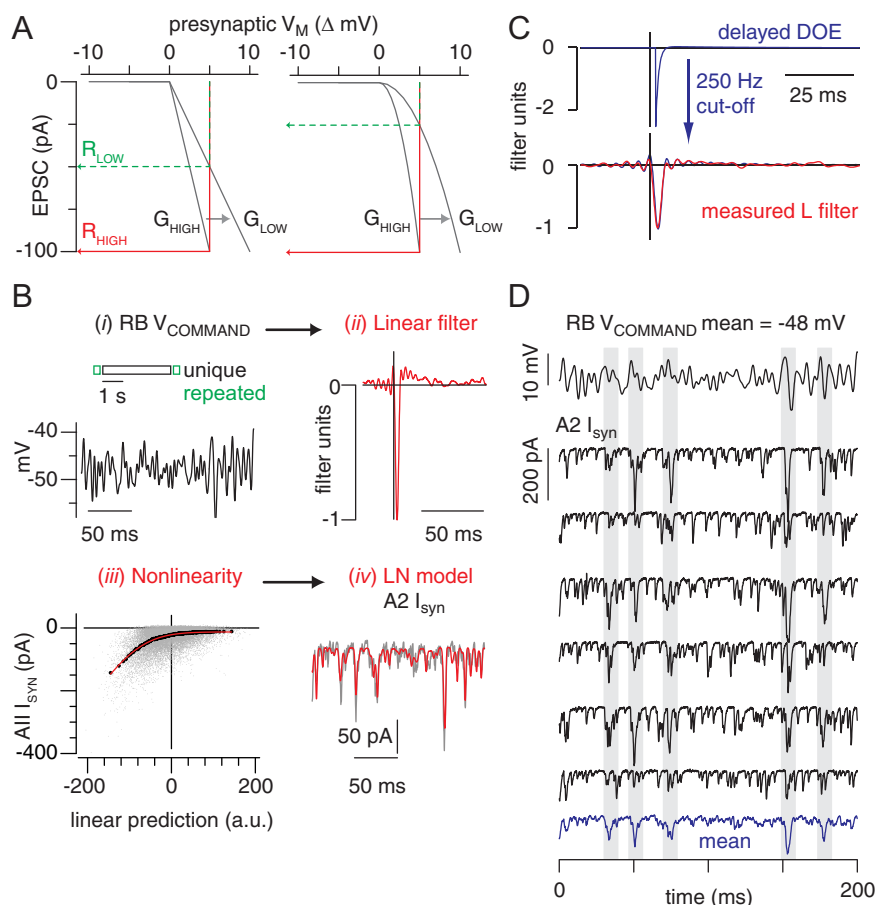 A
presynaptic V_M (Δ mV)
-10 0 10 -10 0 10
0
EPSC (pA)
-100
R_LOW
R_HIGH
G_HIGH G_LOW
G_HIGH G_LOW
B
(i) RB V_COMMAND
unique
repeated
1 s
-40
-50
mV
50 ms
(ii) Linear filter
0
-1
filter units
50 ms
(iii) Nonlinearity
0
-400
AII I_SYN (pA)
-200 0 200
linear prediction (a.u.)
(iv) LN model
A2 I_syn
50 pA
50 ms
C
delayed DOE
0
-2
250 Hz
cut-off
25 ms
filter units
0
-1
measured L filter
D
RB V_COMMAND mean = -48 mV
10 mV
A2 I_syn
200 pA
mean
0 200
time (ms)